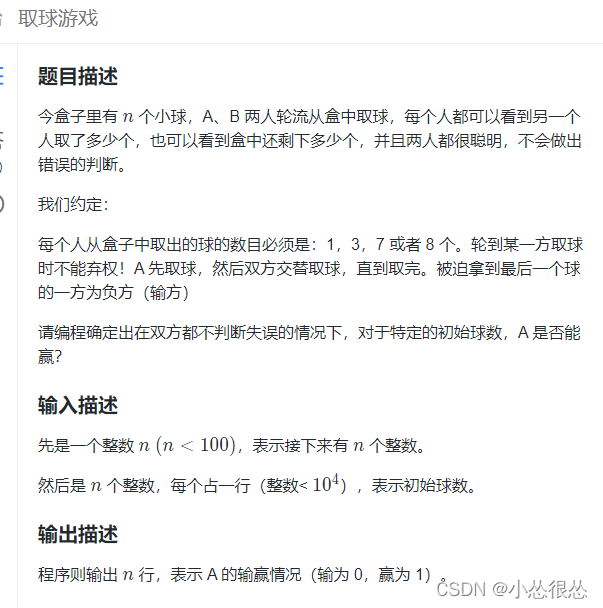 取球游戏
题目描述
今盒子里有 n 个小球，A、B 两人轮流从盒中取球，每个人都可以看到另一个
人取了多少个，也可以看到盒中还剩下多少个，并且两人都很聪明，不会做出
错误的判断。
我们约定：
每个人从盒子中取出的球的数目必须是：1，3，7 或者 8 个。轮到某一方取球
时不能弃权！A 先取球，然后双方交替取球，直到取完。被迫拿到最后一个球
的一方为负方（输方）
请编程确定出在双方都不判断失误的情况下，对于特定的初始球数，A 是否能
赢？
输入描述
先是一个整数 n (n < 100)，表示接下来有 n 个整数。
然后是 n 个整数，每个占一行（整数< 10⁴），表示初始球数。
输出描述
程序则输出 n 行，表示 A 的输赢情况（输为 0，赢为 1）。
CSDN @小怂很怂